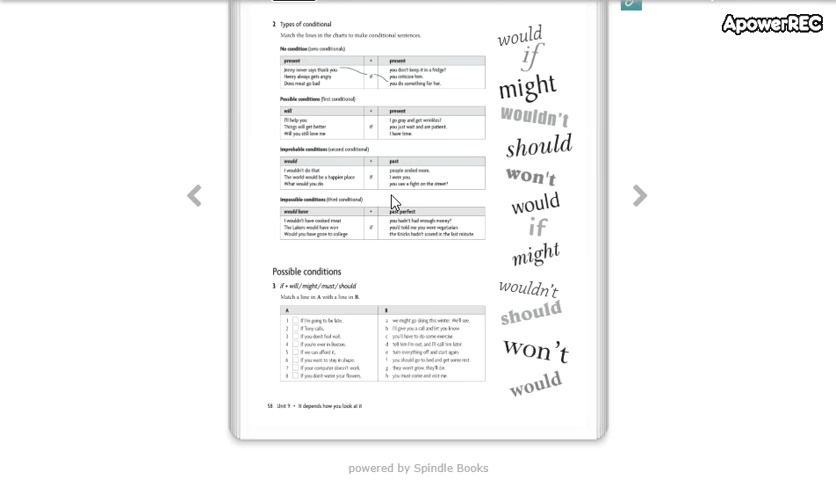 ApowerREC
2 Types of conditional
Match the lines in the charts to make conditional sentences.
No condition (zero conditionals)
present + present
Jenny never says thank you you don't keep it in a fridge?
Henry always gets angry if you criticize him.
Does meat go bad you do something for her.
Possible conditions (first conditional)
will + present
I'll help you I go gray and get wrinkles?
Things will get better if you just wait and are patient.
Will you still love me I have time.
Improbable conditions (second conditional)
would + past
I wouldn't do that people smiled more.
The world would be a happier place if I were you.
What would you do you saw a fight on the street?
Impossible conditions (third conditional)
would have + past perfect
I wouldn't have cooked meat you hadn't had enough money?
The Lakers would have won if you'd told me you were vegetarian.
Would you have gone to college the Knicks hadn't scored in the last minute.
Possible conditions
3 if + will/might/must/should
Match a line in A with a line in B.
A B
1 If I'm going to be late, a we might go skiing this winter. We'll see.
2 If Tony calls, b I'll give you a call and let you know.
3 If you don't feel well, c you'll have to do some exercise.
4 If you're ever in Boston, d tell him I'm out, and I'll call him later.
5 If we can afford it, e turn everything off and start again.
6 If you want to stay in shape, f you should go to bed and get some rest.
7 If your computer doesn't work, g they won't grow, they'll die.
8 If you don't water your flowers, h you must come and visit me.
58 Unit 9 • It depends how you look at it
would
if
might
wouldn't
should
won't
would
if
might
wouldn't
should
won't
would
powered by Spindle Books